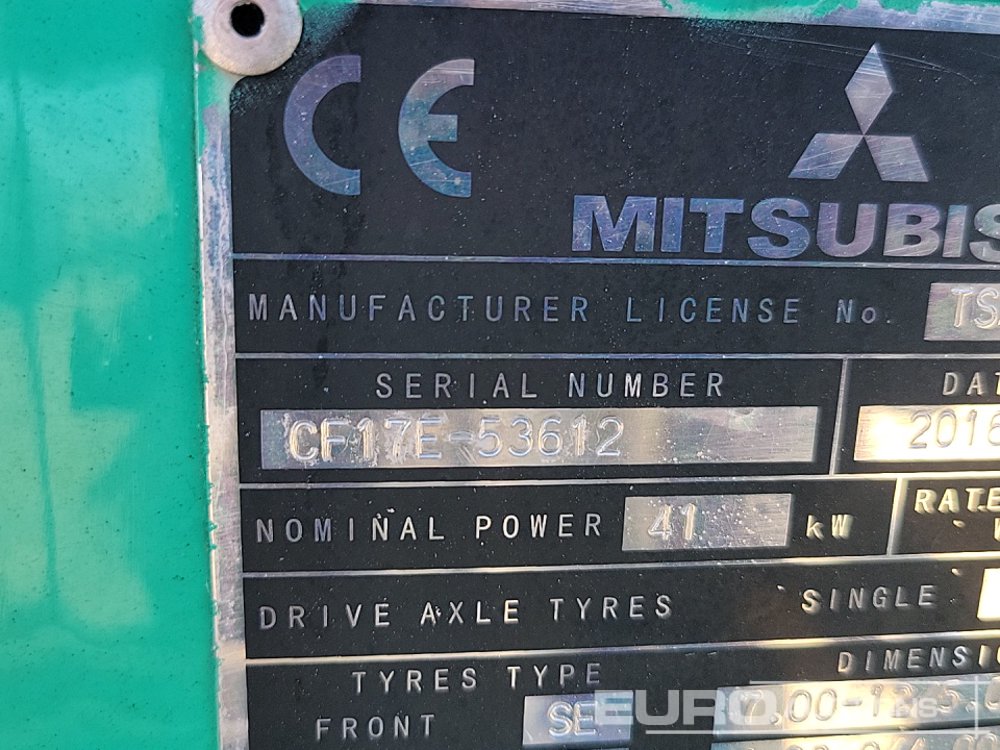 CE
MITSUBIS
MANUFACTURER LICENSE No. TS
SERIAL NUMBER DAT
CF17E-53612 2016
NOMINAL POWER 41 kW RATE
DRIVE AXLE TYRES SINGLE
TYRES TYPE DIMENSIO
FRONT SE 7.00-12
EURO